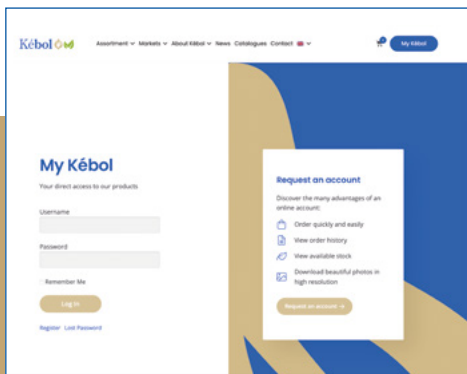 Kébol
Assortment Markets About Kébol News Catalogues Contact
My Kébol
My Kébol
Your direct access to our products
Username
Password
Remember Me
Log in
Register Lost Password
Request an account
Discover the many advantages of an
online account:
Order quickly and easily
View order history
View available stock
Download beautiful photos in
high resolution
Request an account →